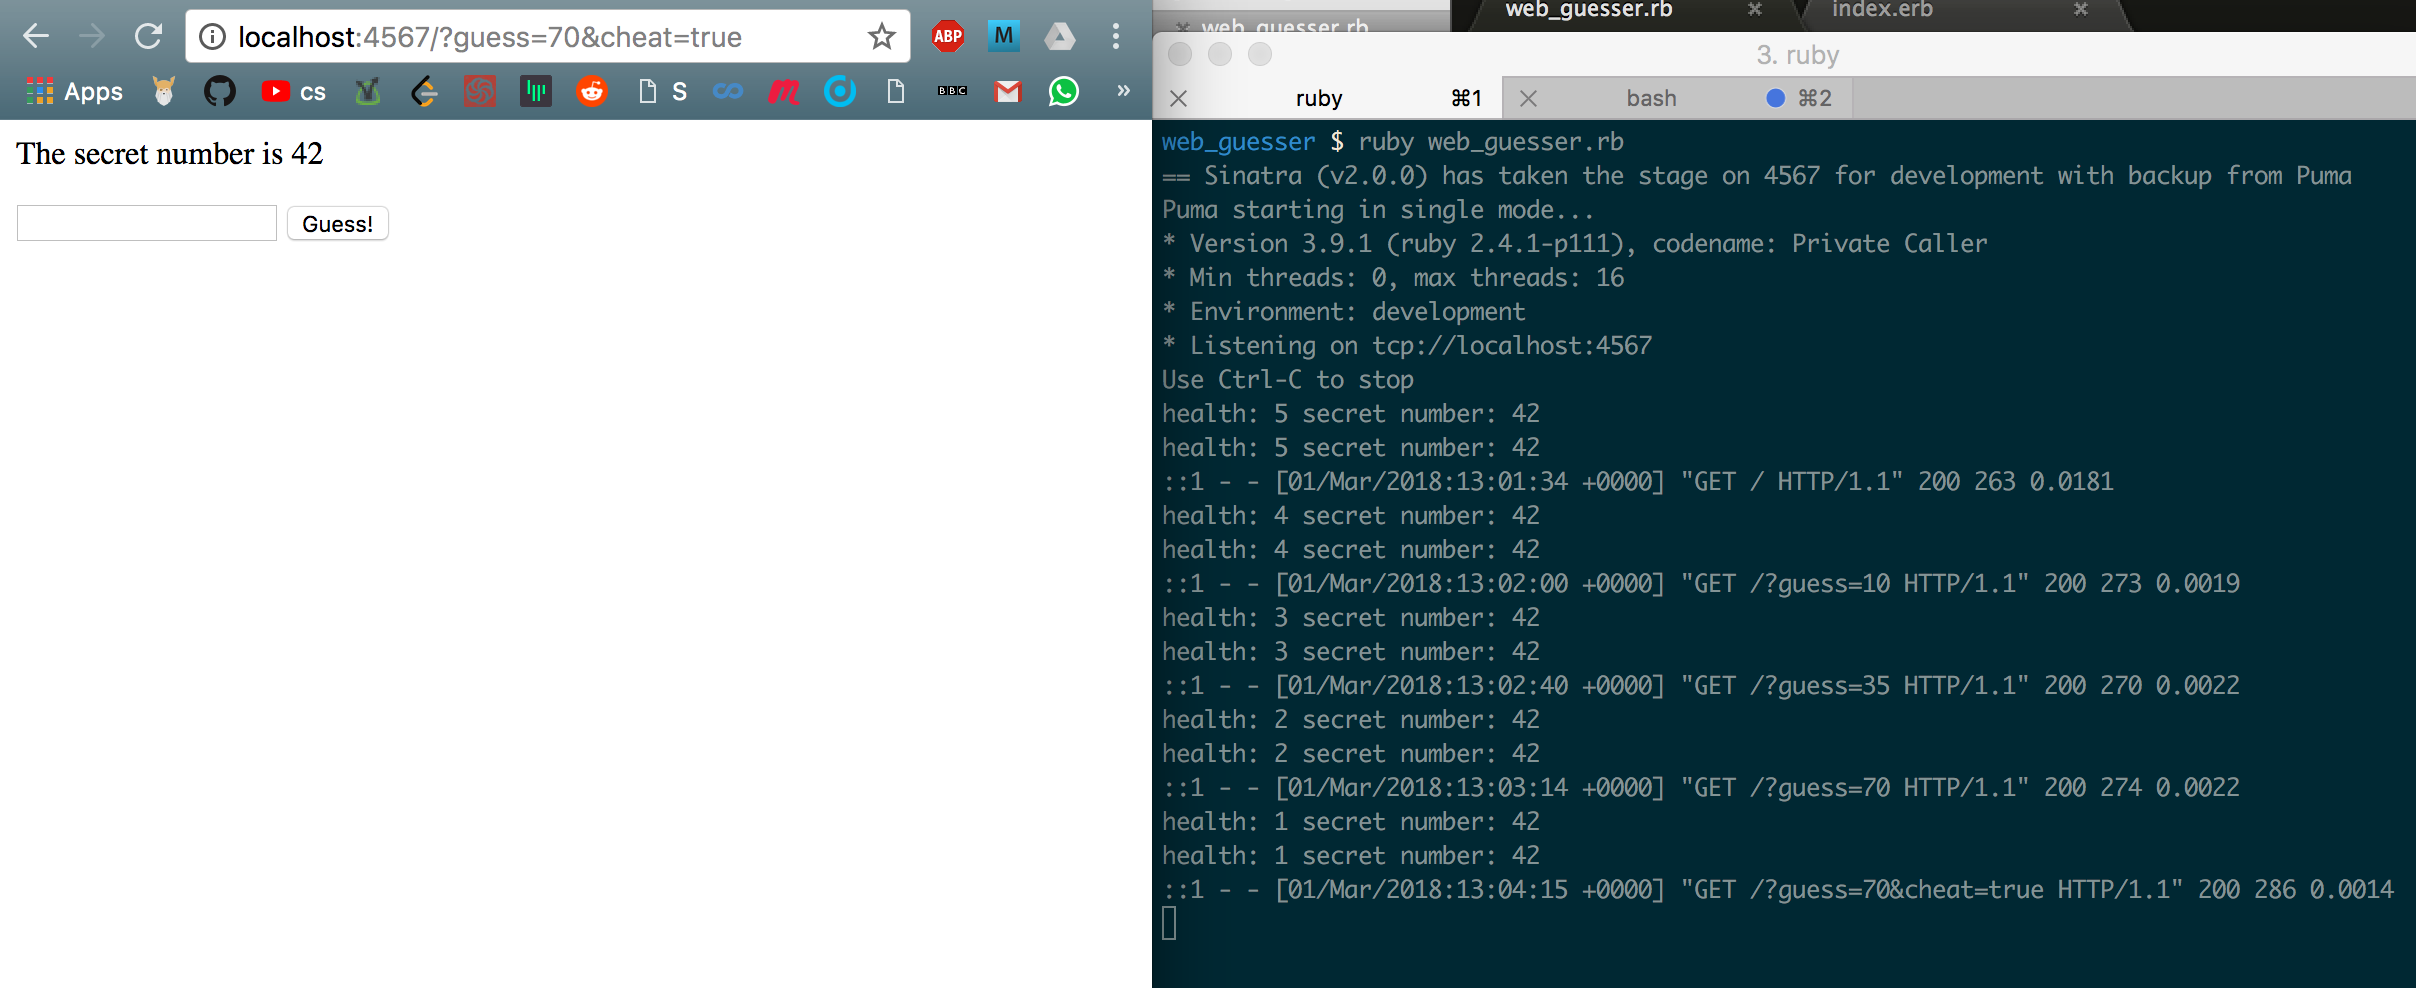 localhost:4567/?guess=70&cheat=true
ABP
M
Apps
cs
S
BBC
»
The secret number is 42
Guess!
web_guesser.rb
web_guesser.rb
index.erb
3. ruby
ruby ⌘1
bash ⌘2
web_guesser $ ruby web_guesser.rb
== Sinatra (v2.0.0) has taken the stage on 4567 for development with backup from Puma
Puma starting in single mode...
* Version 3.9.1 (ruby 2.4.1-p111), codename: Private Caller
* Min threads: 0, max threads: 16
* Environment: development
* Listening on tcp://localhost:4567
Use Ctrl-C to stop
health: 5 secret number: 42
health: 5 secret number: 42
::1 - - [01/Mar/2018:13:01:34 +0000] "GET / HTTP/1.1" 200 263 0.0181
health: 4 secret number: 42
health: 4 secret number: 42
::1 - - [01/Mar/2018:13:02:00 +0000] "GET /?guess=10 HTTP/1.1" 200 273 0.0019
health: 3 secret number: 42
health: 3 secret number: 42
::1 - - [01/Mar/2018:13:02:40 +0000] "GET /?guess=35 HTTP/1.1" 200 270 0.0022
health: 2 secret number: 42
health: 2 secret number: 42
::1 - - [01/Mar/2018:13:03:14 +0000] "GET /?guess=70 HTTP/1.1" 200 274 0.0022
health: 1 secret number: 42
health: 1 secret number: 42
::1 - - [01/Mar/2018:13:04:15 +0000] "GET /?guess=70&cheat=true HTTP/1.1" 200 286 0.0014